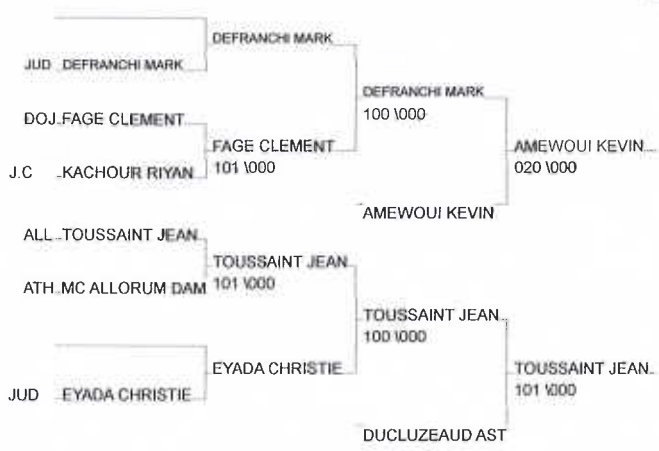 DEFRANCHI MARK
JUD DEFRANCHI MARK
DEFRANCHI MARK
100 \000
DOJ FAGE CLEMENT
FAGE CLEMENT
101 \000
AMEWOUI KEVIN
020 \000
J.C KACHOUR RIYAN
AMEWOUI KEVIN
ALL TOUSSAINT JEAN
TOUSSAINT JEAN
101 \000
ATH MC ALLORUM DAM
TOUSSAINT JEAN
100 \000
EYADA CHRISTIE
TOUSSAINT JEAN
101 \000
JUD EYADA CHRISTIE
DUCLUZEAUD AST